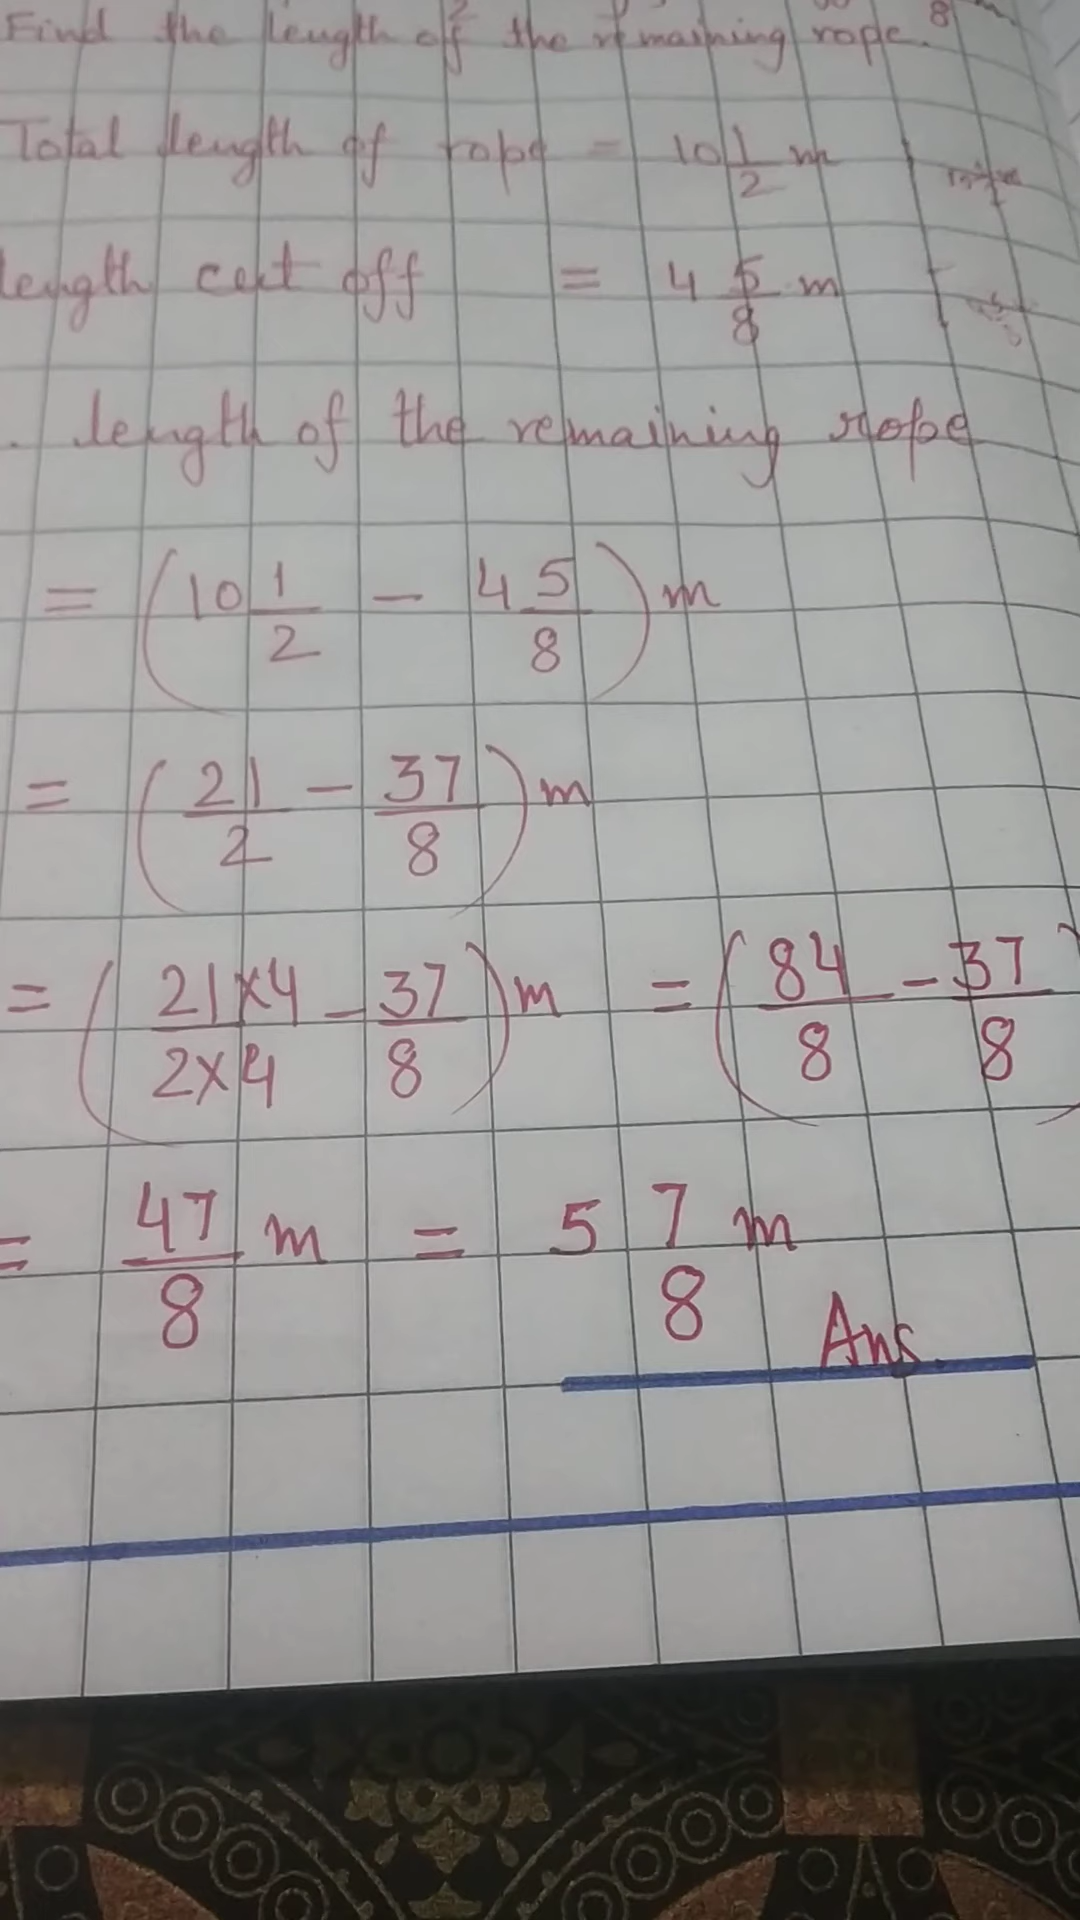 Find the length of the remaining rope.
Total length of rope = 10 1/2 m
length cut off = 4 5/8 m
. length of the remaining rope
= (10 1/2 - 4 5/8) m
= (21/2 - 37/8) m
= (21×4/2×4 - 37/8) m = (84/8 - 37/8)
= 47/8 m = 5 7/8 m
Ans.